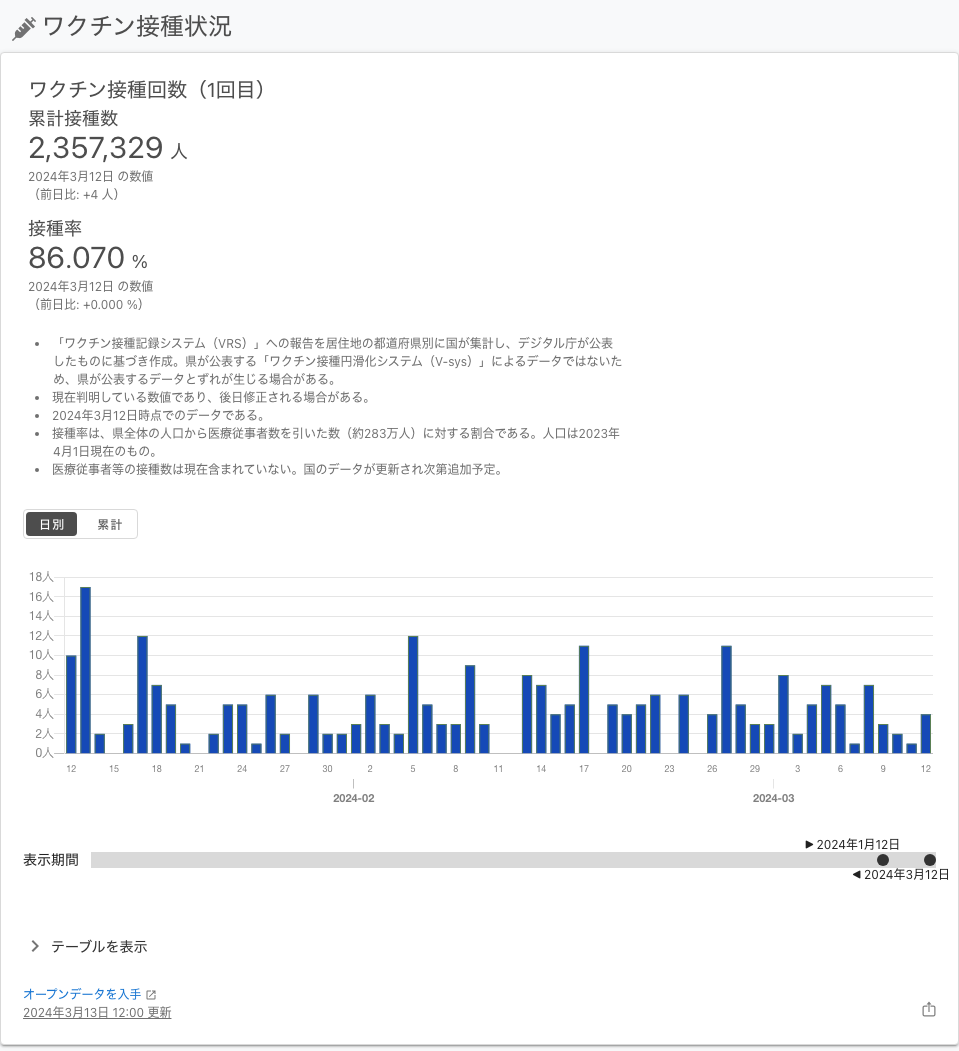 ワクチン接種状況
ワクチン接種回数（1回目）
累計接種数
2,357,329 人
2024年3月12日 の数値
（前日比: +4 人）
接種率
86.070 %
2024年3月12日 の数値
（前日比: +0.000 %）
• 「ワクチン接種記録システム（VRS）」への報告を居住地の都道府県別に国が集計し、デジタル庁が公表
したものに基づき作成。県が公表する「ワクチン接種円滑化システム（V-sys）」によるデータではないた
め、県が公表するデータとずれが生じる場合がある。
• 現在判明している数値であり、後日修正される場合がある。
• 2024年3月12日時点でのデータである。
• 接種率は、県全体の人口から医療従事者数を引いた数（約283万人）に対する割合である。人口は2023年
4月1日現在のもの。
• 医療従事者等の接種数は現在含まれていない。国のデータが更新され次第追加予定。
日別 累計
18人
16人
14人
12人
10人
8人
6人
4人
2人
0人
12 15 18 21 24 27 30 2 5 8 11 14 17 20 23 26 29 3 6 9 12
2024-02 2024-03
▶ 2024年1月12日
表示期間
◀ 2024年3月12日
テーブルを表示
オープンデータを入手
2024年3月13日 12:00 更新